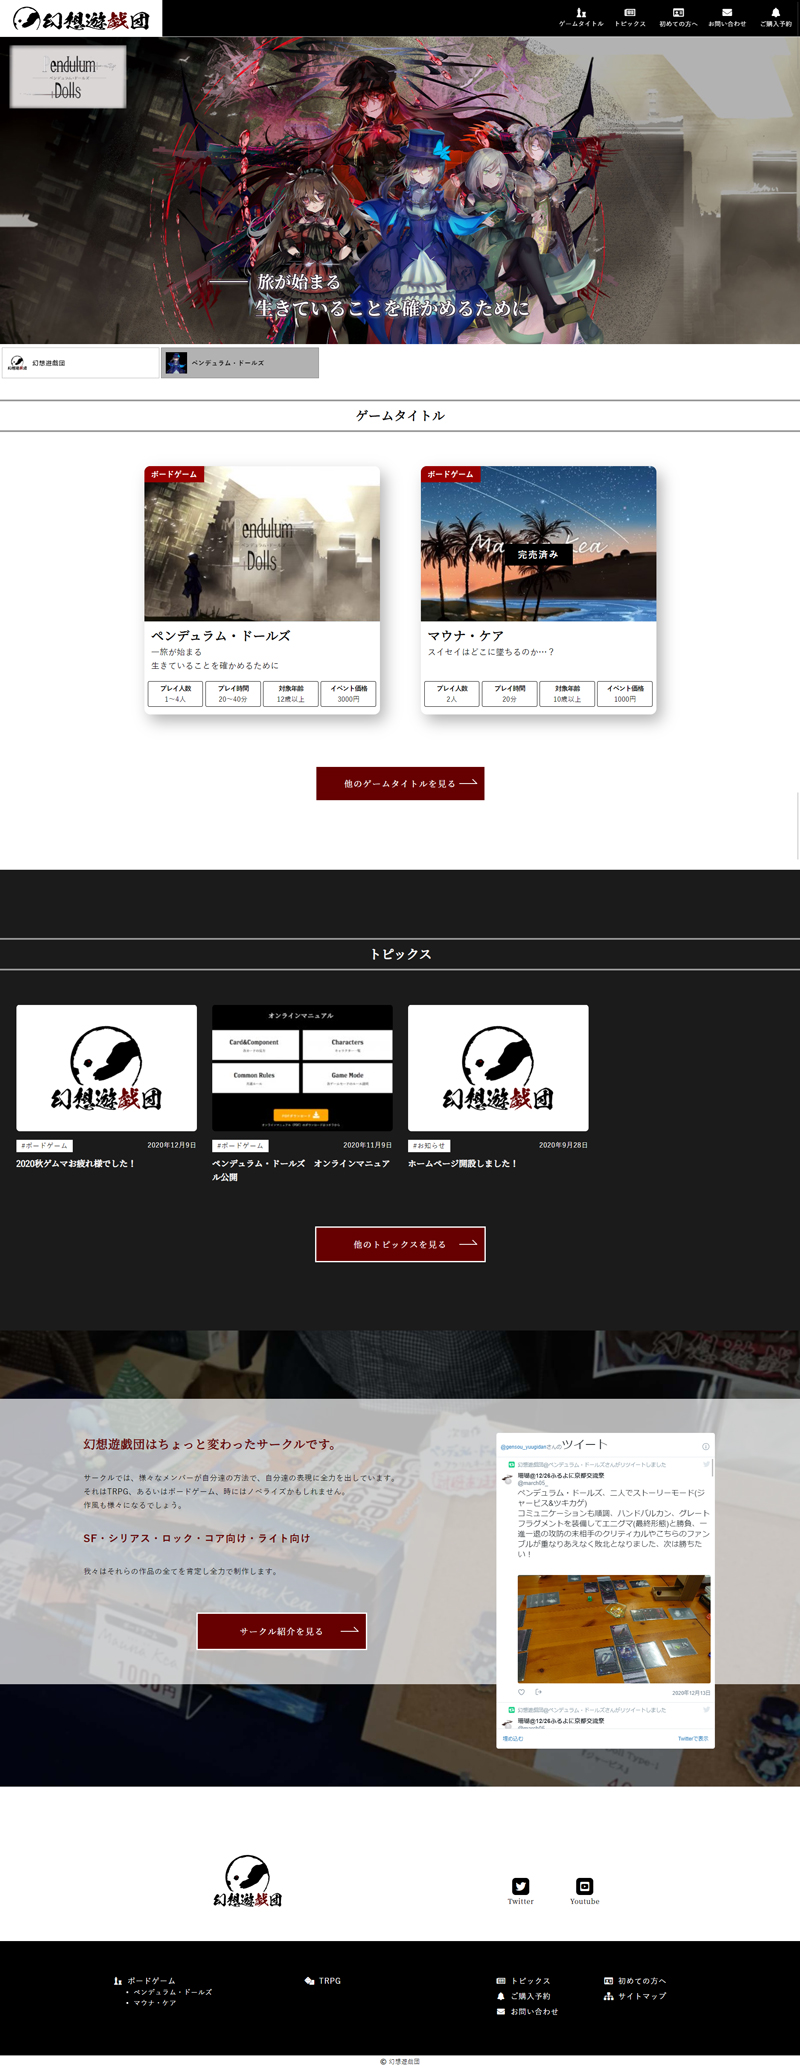 幻想遊戯団
ゲームタイトル
トピックス
初めての方へ
お問い合わせ
ご購入予約
Pendulum
ペンデュラム・ドールズ
Dolls
旅が始まる
生きていることを確かめるために
幻想遊戯団
ペンデュラム・ドールズ
ゲームタイトル
ボードゲーム
endulum
Dolls
ペンデュラム・ドールズ
―旅が始まる
生きていることを確かめるために
プレイ人数
1～4人
プレイ時間
20～40分
対象年齢
12歳以上
イベント価格
3000円
ボードゲーム
Mauna Kea
完売済み
マウナ・ケア
スイセイはどこに墜ちるのか…？
プレイ人数
2人
プレイ時間
20分
対象年齢
10歳以上
イベント価格
1000円
他のゲームタイトルを見る
トピックス
幻想遊戯団
#ボードゲーム
2020年12月9日
2020秋ゲムマお疲れ様でした！
オンラインマニュアル
Card&Component
Characters
Common Rules
Game Mode
#ボードゲーム
2020年11月9日
ペンデュラム・ドールズ　オンラインマニュア
ル公開
幻想遊戯団
#お知らせ
2020年9月28日
ホームページ開設しました！
他のトピックスを見る
幻想遊戯団はちょっと変わったサークルです。
サークルでは、様々なメンバーが自分達の方法で、自分達の表現に全力を出しています。
それはTRPG、あるいはボードゲーム、時にはノベライズかもしれません。
作風も様々になるでしょう。
SF・シリアス・ロック・コア向け・ライト向け
我々はそれらの作品の全てを肯定し全力で制作します。
サークル紹介を見る
Mauna Kea
1000円
@gensou_yuugidanさんのツイート
幻想遊戯団@ペンデュラム・ドールズさんがリツイートしました
珊瑚@12/26ふるよに京都交流祭
@march05_
ペンデュラム・ドールズ、二人でストーリーモード(ジ
ャービス&ツキカゲ)
コミュニケーションも順調、ハンドバルカン、グレート
フラグメントを装備してエニグマ(最終形態)と勝負、一
進一退の攻防の末相手のクリティカルやこちらのファン
ブルが重なりあえなく敗北となりました、次は勝ちた
い！
2020年12月13日
幻想遊戯団@ペンデュラム・ドールズさんがリツイートしました
珊瑚@12/26ふるよに京都交流祭
埋め込む
Twitterで表示
幻想遊戯団
Twitter
Youtube
ボードゲーム
・ ペンデュラム・ドールズ
・ マウナ・ケア
TRPG
トピックス
ご購入予約
お問い合わせ
初めての方へ
サイトマップ
© 幻想遊戯団